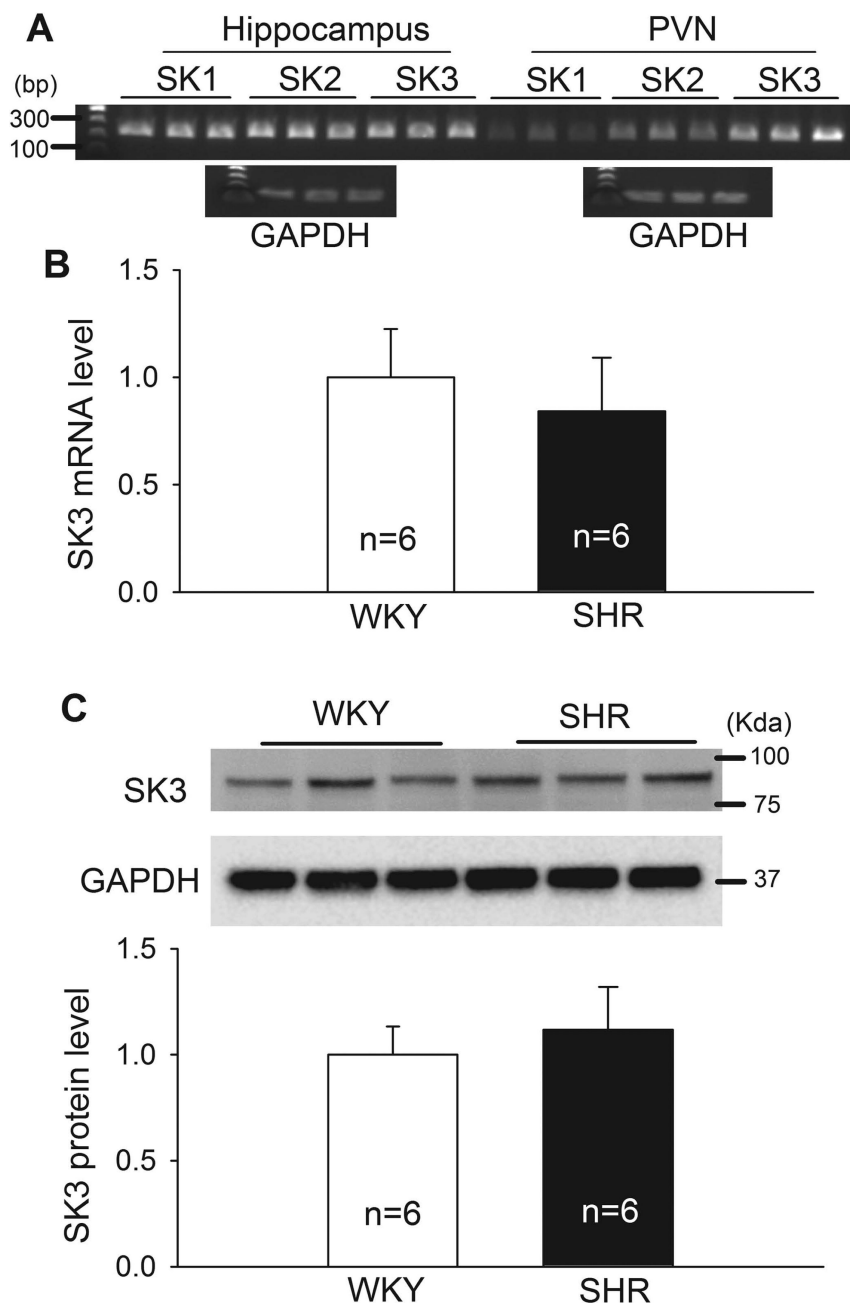 A
Hippocampus PVN
SK1 SK2 SK3 SK1 SK2 SK3
(bp)
300
100
GAPDH GAPDH
B
1.5
1.0
0.5
0.0
SK3 mRNA level
n=6 n=6
WKY SHR
C
WKY SHR (Kda)
100
SK3
75
GAPDH 37
1.5
1.0
0.5
0.0
SK3 protein level
n=6 n=6
WKY SHR